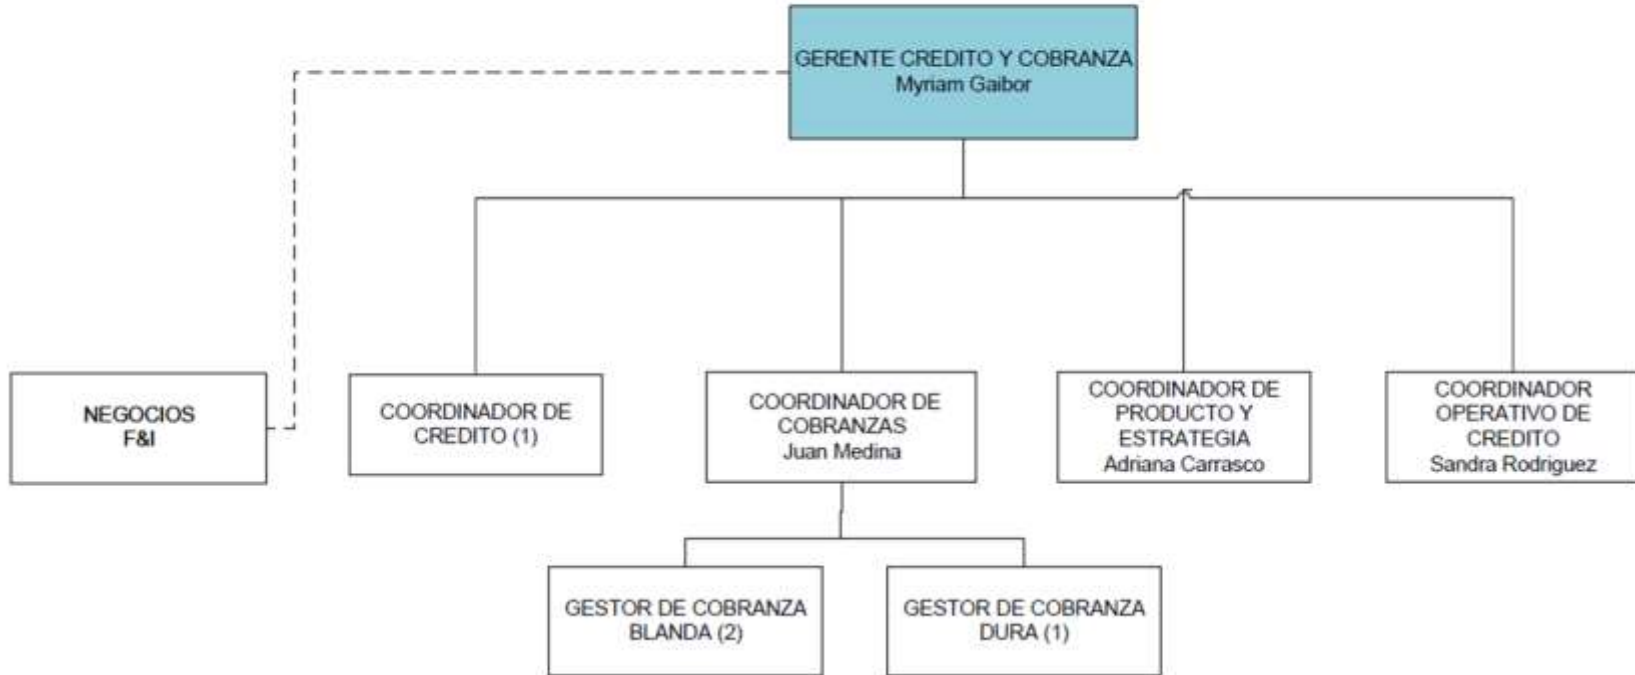 GERENTE CREDITO Y COBRANZA
Myriam Gaibor
NEGOCIOS
F&I
COORDINADOR DE
CREDITO (1)
COORDINADOR DE
COBRANZAS
Juan Medina
COORDINADOR DE
PRODUCTO Y
ESTRATEGIA
Adriana Carrasco
COORDINADOR
OPERATIVO DE
CREDITO
Sandra Rodriguez
GESTOR DE COBRANZA
BLANDA (2)
GESTOR DE COBRANZA
DURA (1)